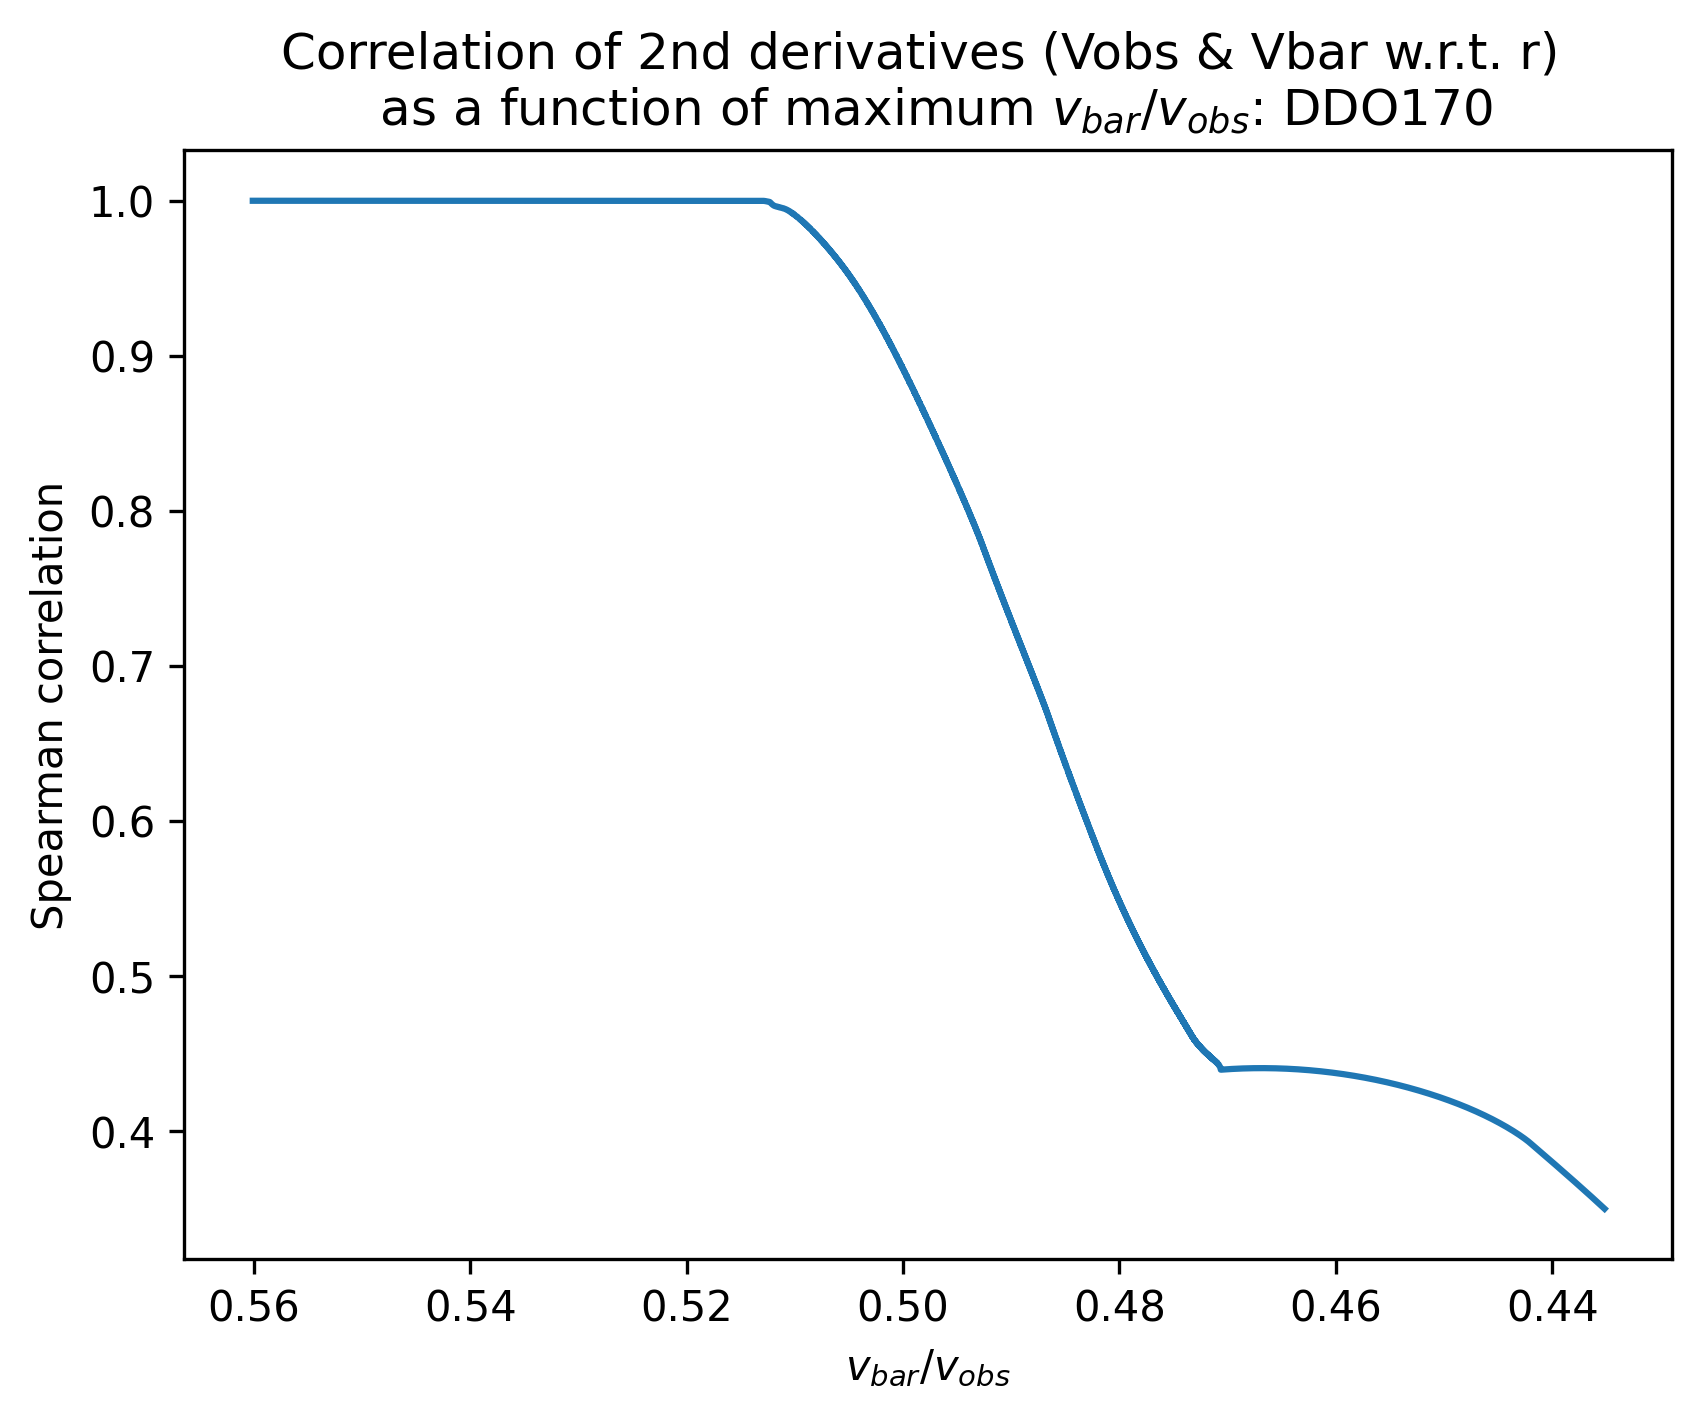 Correlation of 2nd derivatives (Vobs & Vbar w.r.t. r)
as a function of maximum v_bar/v_obs: DDO170
Spearman correlation
1.0
0.9
0.8
0.7
0.6
0.5
0.4
0.56 0.54 0.52 0.50 0.48 0.46 0.44
v_bar/v_obs